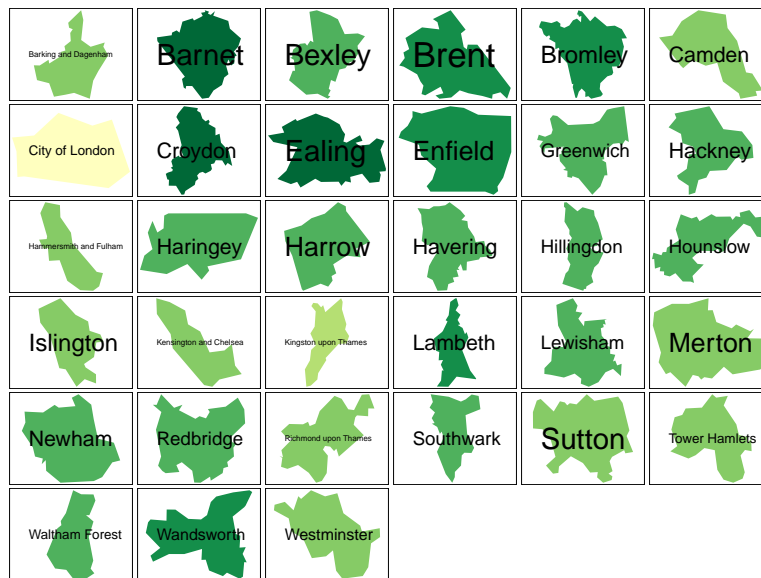 Barking and Dagenham
Barnet
Bexley
Brent
Bromley
Camden
City of London
Croydon
Ealing
Enfield
Greenwich
Hackney
Hammersmith and Fulham
Haringey
Harrow
Havering
Hillingdon
Hounslow
Islington
Kensington and Chelsea
Kingston upon Thames
Lambeth
Lewisham
Merton
Newham
Redbridge
Richmond upon Thames
Southwark
Sutton
Tower Hamlets
Waltham Forest
Wandsworth
Westminster